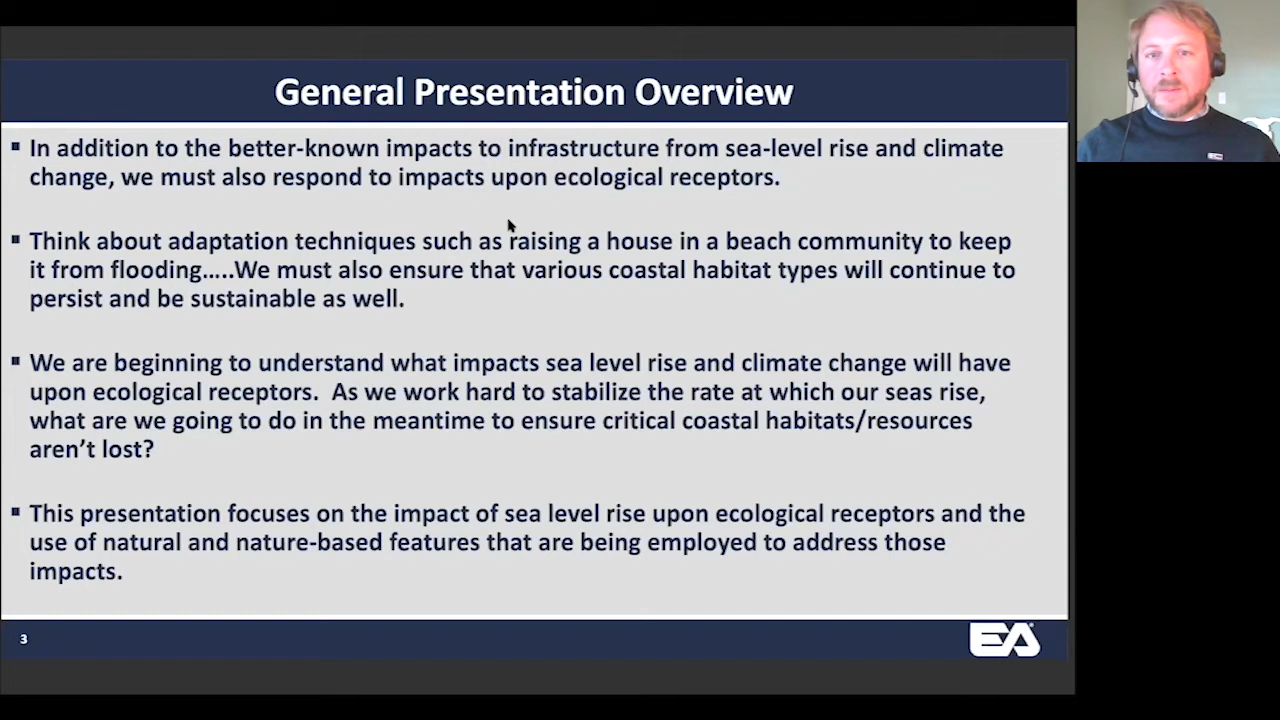 General Presentation Overview
▪ In addition to the better-known impacts to infrastructure from sea-level rise and climate
change, we must also respond to impacts upon ecological receptors.
▪ Think about adaptation techniques such as raising a house in a beach community to keep
it from flooding…..We must also ensure that various coastal habitat types will continue to
persist and be sustainable as well.
▪ We are beginning to understand what impacts sea level rise and climate change will have
upon ecological receptors.  As we work hard to stabilize the rate at which our seas rise,
what are we going to do in the meantime to ensure critical coastal habitats/resources
aren’t lost?
▪ This presentation focuses on the impact of sea level rise upon ecological receptors and the
use of natural and nature-based features that are being employed to address those
impacts.
3
EA